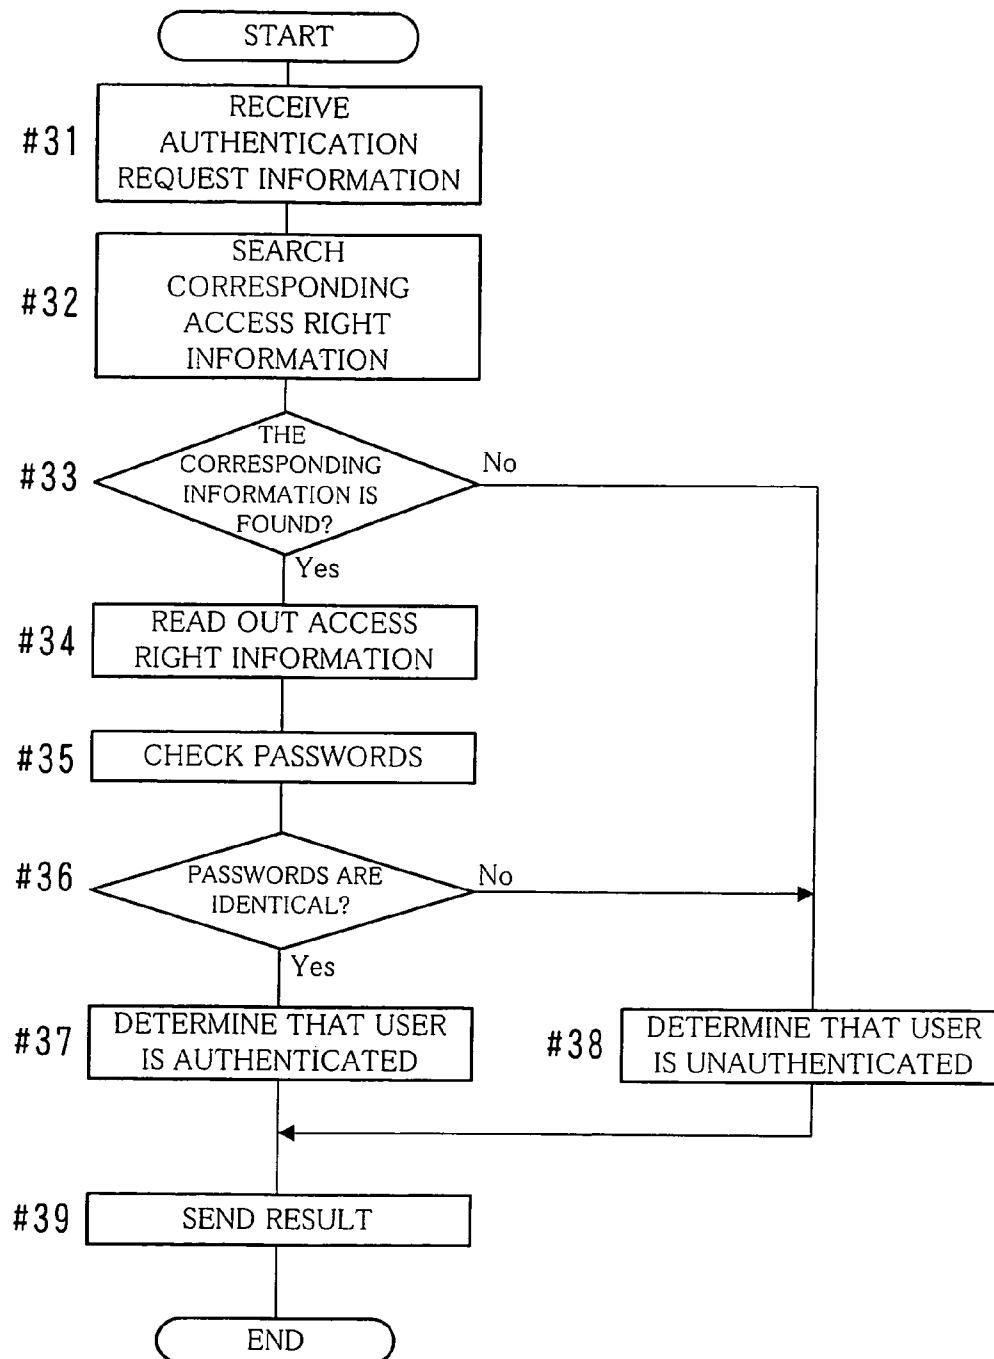 START
#31
RECEIVE
AUTHENTICATION
REQUEST INFORMATION
#32
SEARCH
CORRESPONDING
ACCESS RIGHT
INFORMATION
#33
THE
CORRESPONDING
INFORMATION IS
FOUND?
No
Yes
#34
READ OUT ACCESS
RIGHT INFORMATION
#35
CHECK PASSWORDS
#36
PASSWORDS ARE
IDENTICAL?
No
Yes
#37
DETERMINE THAT USER
IS AUTHENTICATED
#38
DETERMINE THAT USER
IS UNAUTHENTICATED
#39
SEND RESULT
END